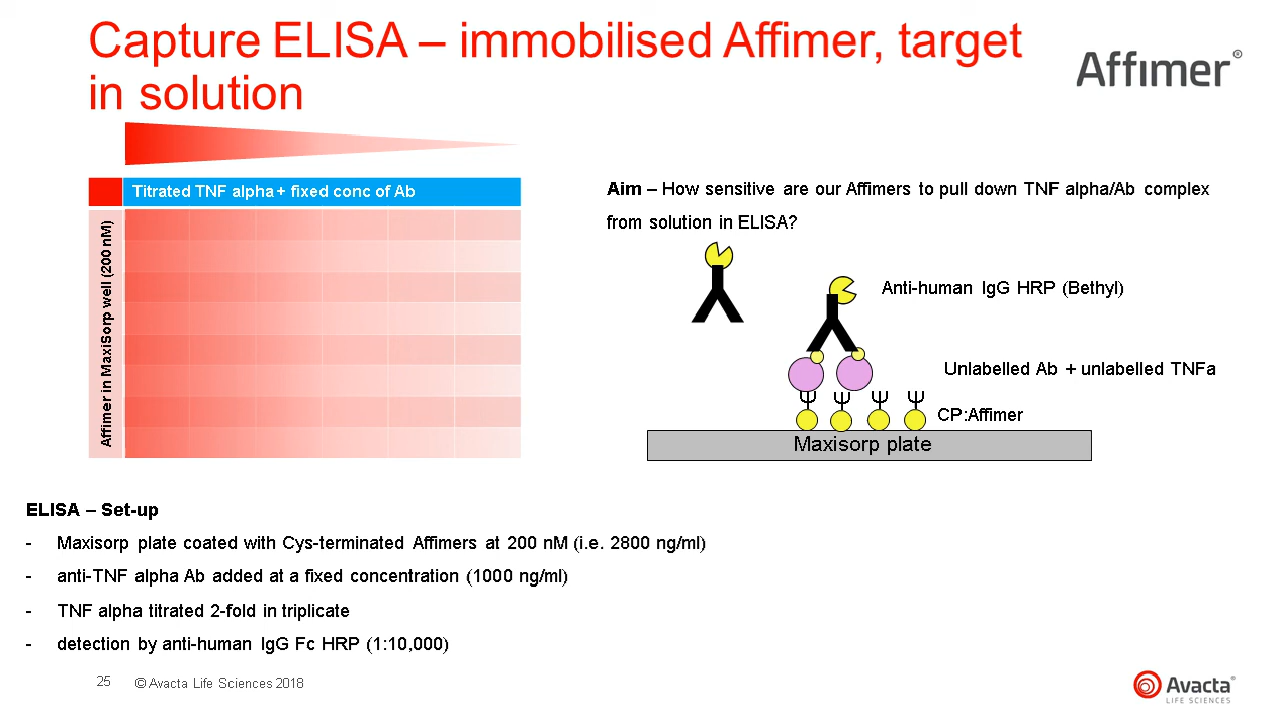 Capture ELISA – immobilised Affimer, target
in solution
Affimer®
Titrated TNF alpha + fixed conc of Ab
Affimer in MaxiSorp well (200 nM)
Aim – How sensitive are our Affimers to pull down TNF alpha/Ab complex
from solution in ELISA?
Anti-human IgG HRP (Bethyl)
Unlabelled Ab + unlabelled TNFa
CP:Affimer
Maxisorp plate
ELISA – Set-up
- Maxisorp plate coated with Cys-terminated Affimers at 200 nM (i.e. 2800 ng/ml)
- anti-TNF alpha Ab added at a fixed concentration (1000 ng/ml)
- TNF alpha titrated 2-fold in triplicate
- detection by anti-human IgG Fc HRP (1:10,000)
25 © Avacta Life Sciences 2018
Avacta®
LIFE SCIENCES